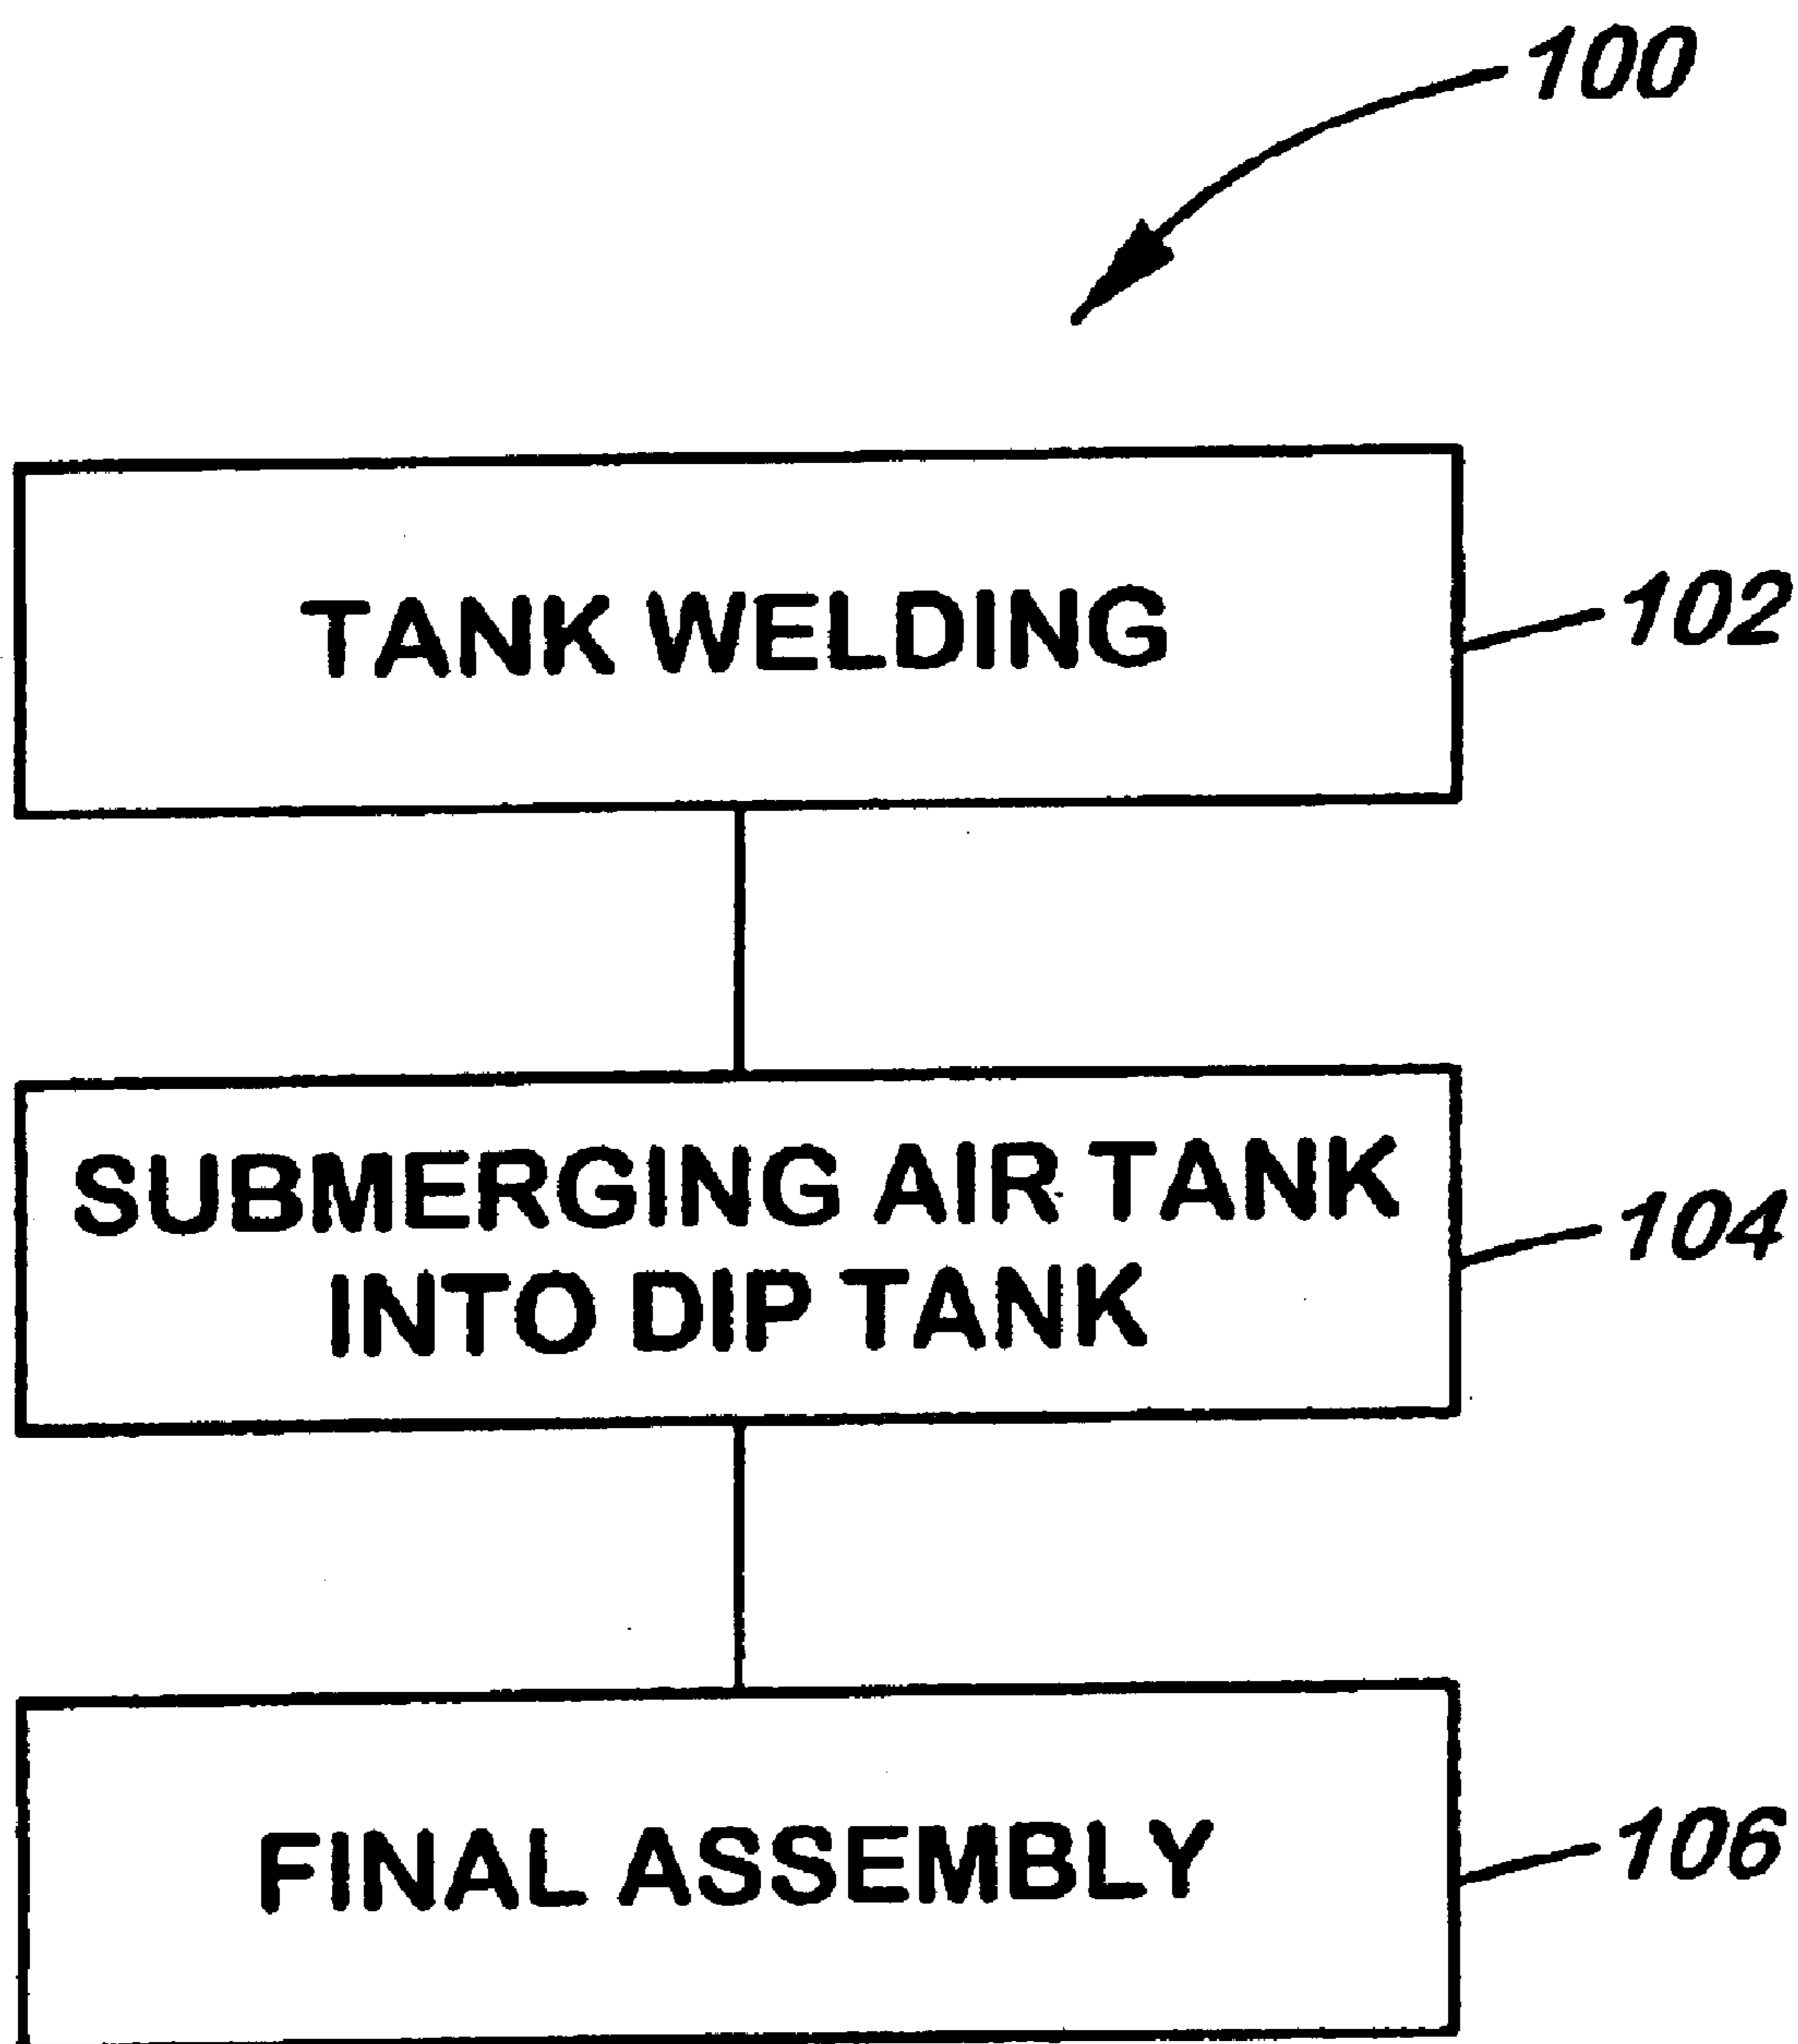 100
TANK WELDING
102
SUBMERGING AIR TANK
INTO DIP TANK
104
FINAL ASSEMBLY
106